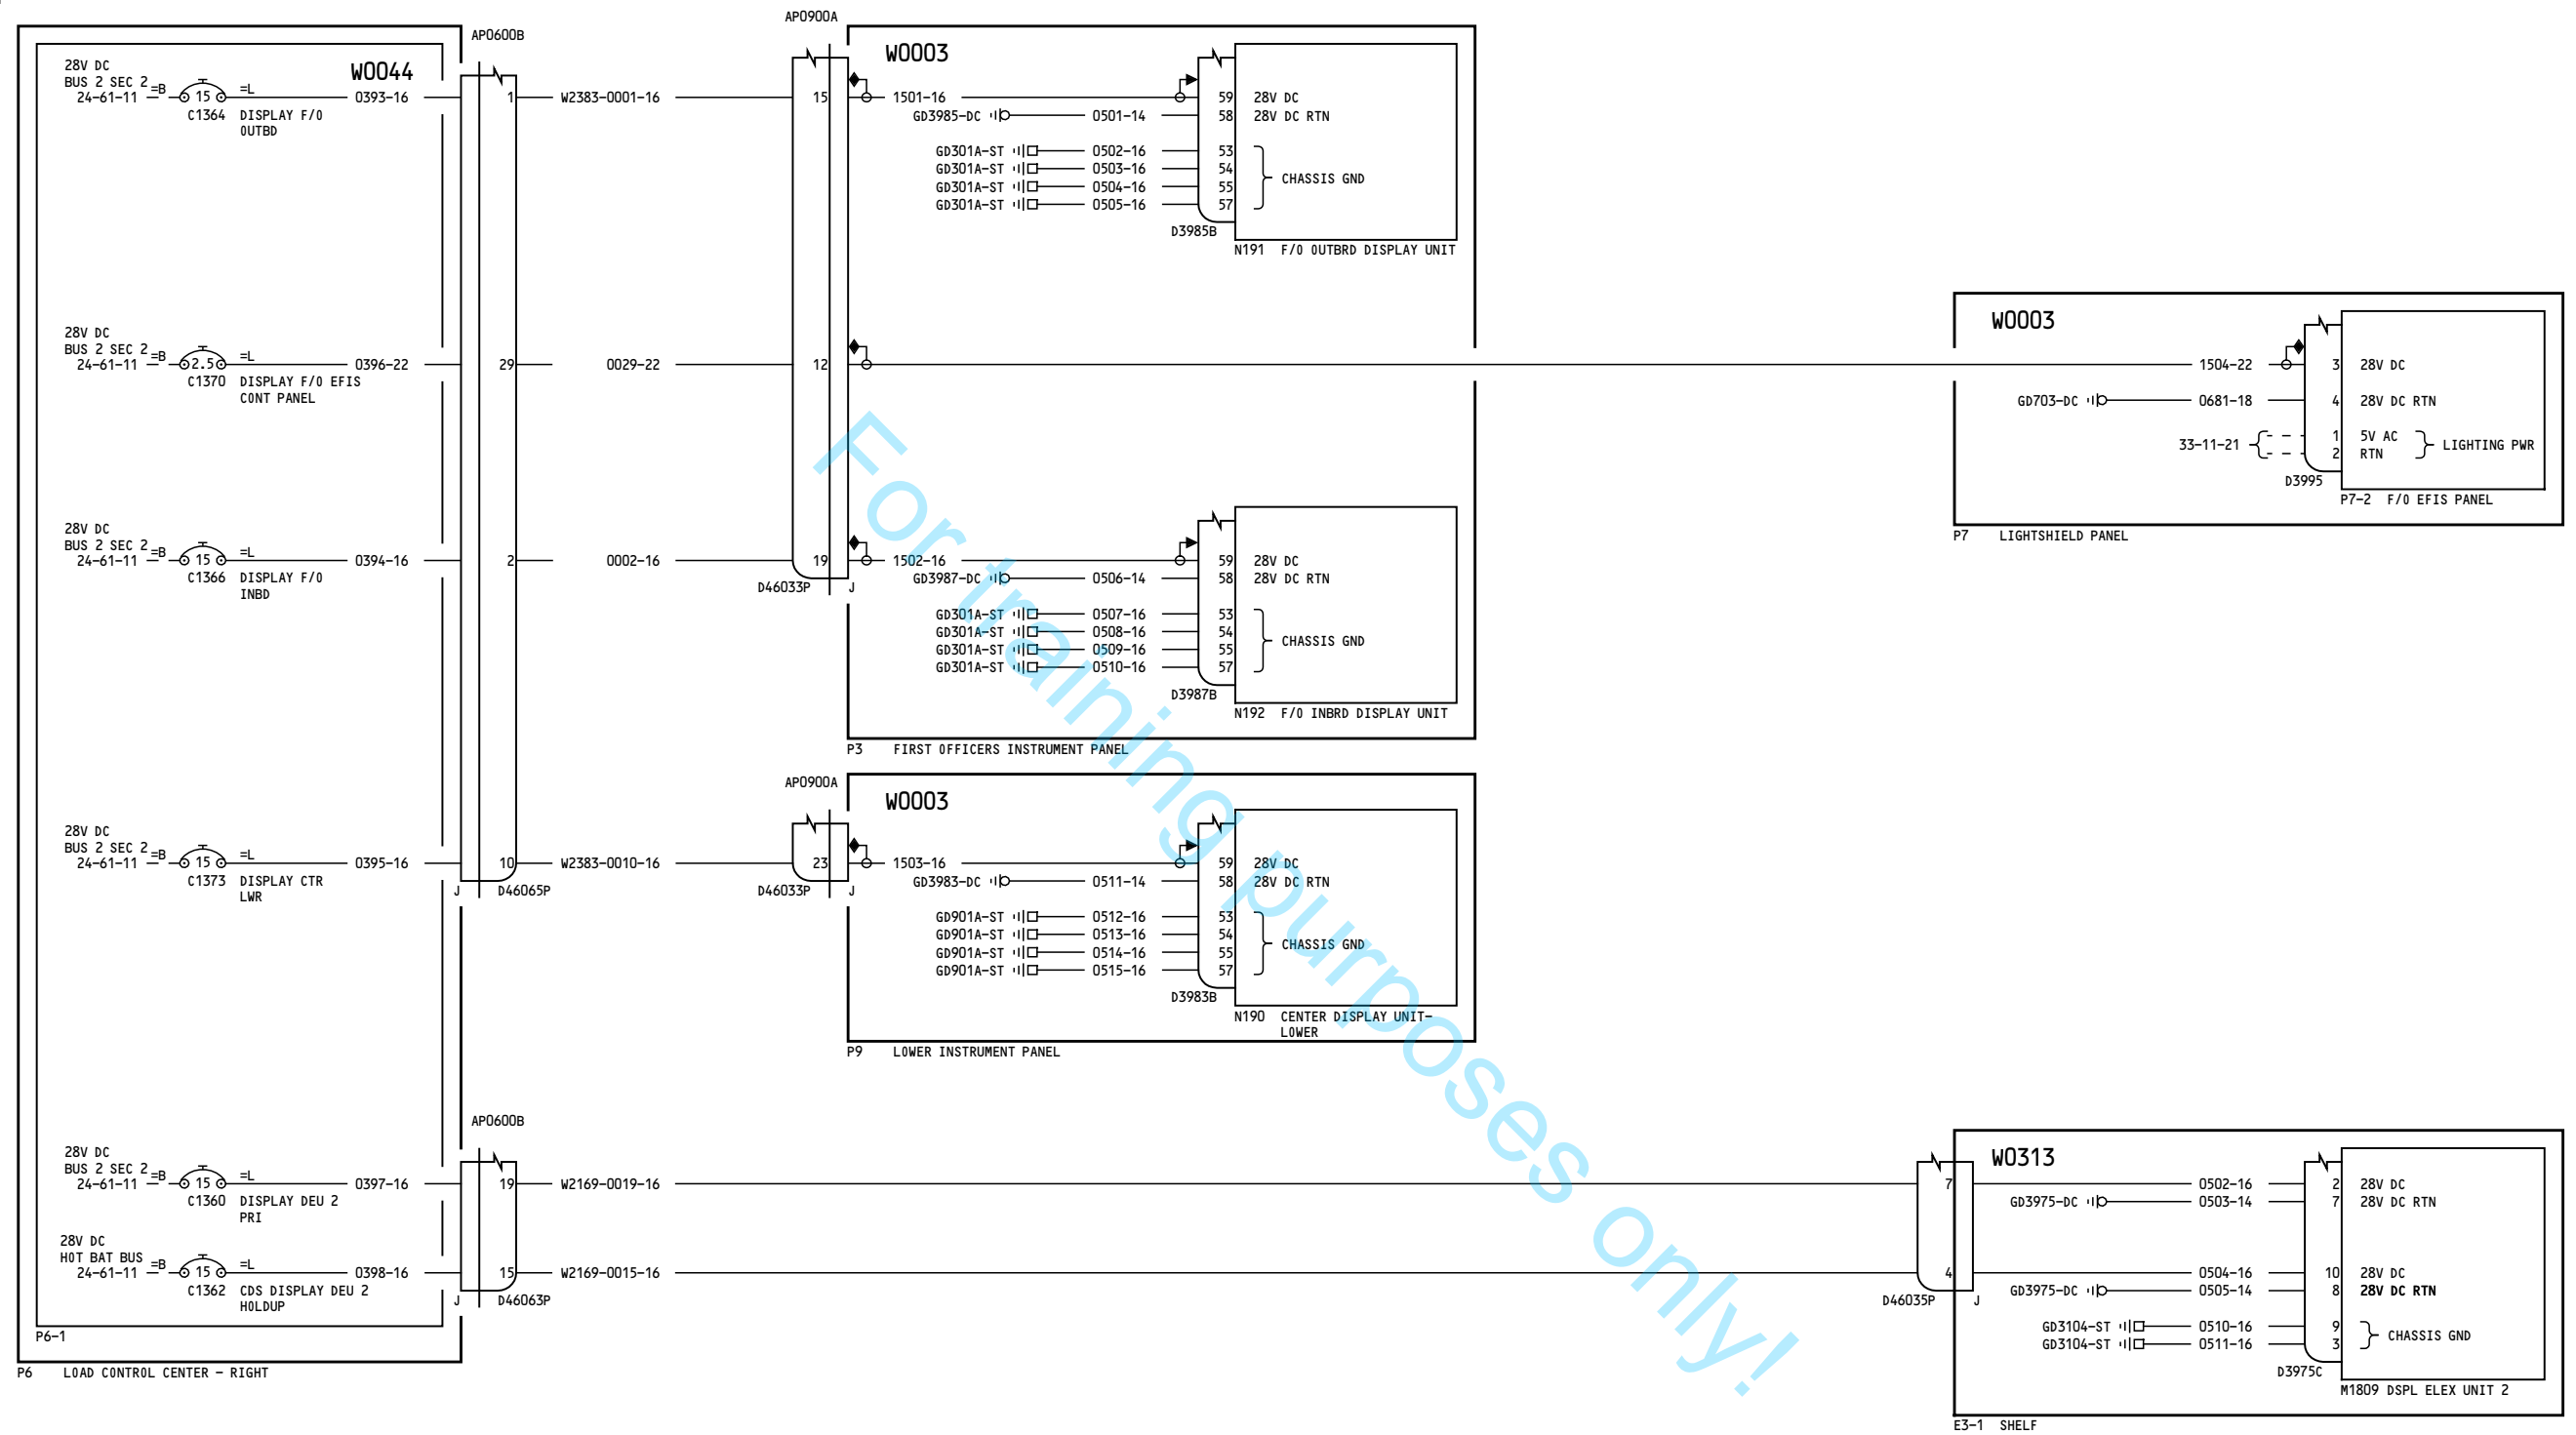 AP0900A
AP0600B
W0044
W0003
28V DC
BUS 2 SEC 2
24-61-11
=B
15
=L
C1364
DISPLAY F/O
OUTBD
0393-16
1
W2383-0001-16
15
1501-16
59
28V DC
GD3985-DC
0501-14
58
28V DC RTN
GD301A-ST
0502-16
53
GD301A-ST
0503-16
54
CHASSIS GND
GD301A-ST
0504-16
55
GD301A-ST
0505-16
57
D3985B
N191 F/O OUTBRD DISPLAY UNIT
28V DC
BUS 2 SEC 2
24-61-11
=B
2.5
=L
C1370
DISPLAY F/O EFIS
CONT PANEL
0396-22
29
0029-22
12
W0003
1504-22
3
28V DC
GD703-DC
0681-18
4
28V DC RTN
33-11-21
1
5V AC
2
RTN
LIGHTING PWR
D3995
P7-2 F/O EFIS PANEL
P7 LIGHTSHIELD PANEL
28V DC
BUS 2 SEC 2
24-61-11
=B
15
=L
C1366
DISPLAY F/O
INBD
0394-16
2
0002-16
19
D46033P
J
1502-16
59
28V DC
GD3987-DC
0506-14
58
28V DC RTN
GD301A-ST
0507-16
53
GD301A-ST
0508-16
54
CHASSIS GND
GD301A-ST
0509-16
55
GD301A-ST
0510-16
57
D3987B
N192 F/O INBRD DISPLAY UNIT
P3 FIRST OFFICERS INSTRUMENT PANEL
AP0900A
W0003
28V DC
BUS 2 SEC 2
24-61-11
=B
15
=L
C1373
DISPLAY CTR
LWR
0395-16
10
J
D46065P
W2383-0010-16
23
D46033P
J
1503-16
59
28V DC
GD3983-DC
0511-14
58
28V DC RTN
GD901A-ST
0512-16
53
GD901A-ST
0513-16
54
CHASSIS GND
GD901A-ST
0514-16
55
GD901A-ST
0515-16
57
D3983B
N190 CENTER DISPLAY UNIT-
LOWER
P9 LOWER INSTRUMENT PANEL
AP0600B
28V DC
BUS 2 SEC 2
24-61-11
=B
15
=L
C1360
DISPLAY DEU 2
PRI
0397-16
19
W2169-0019-16
7
W0313
0502-16
2
28V DC
GD3975-DC
0503-14
7
28V DC RTN
28V DC
HOT BAT BUS
24-61-11
=B
15
=L
C1362
CDS DISPLAY DEU 2
HOLDUP
0398-16
15
J
D46063P
W2169-0015-16
4
D46035P
J
0504-16
10
28V DC
GD3975-DC
0505-14
8
28V DC RTN
GD3104-ST
0510-16
9
GD3104-ST
0511-16
3
CHASSIS GND
D3975C
M1809 DSPL ELEX UNIT 2
E3-1 SHELF
P6-1
P6 LOAD CONTROL CENTER - RIGHT
For training purposes only!